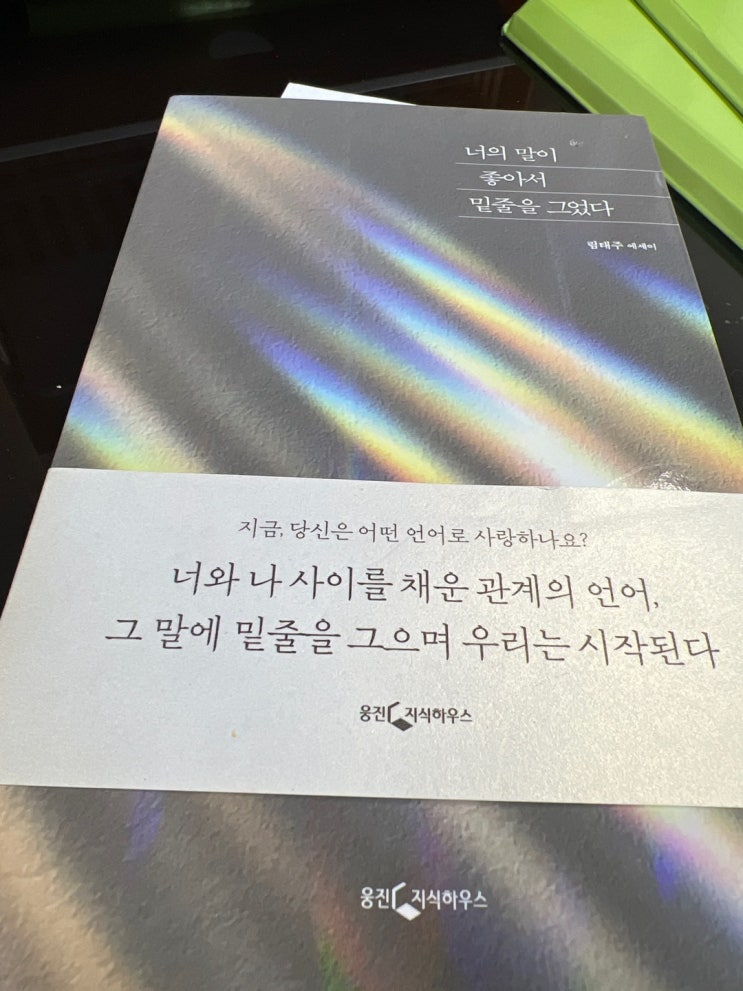 너의 말이
좋아서
밑줄을 그었다
림태주 에세이
지금, 당신은 어떤 언어로 사랑하나요?
너와 나 사이를 채운 관계의 언어,
그 말에 밑줄을 그으며 우리는 시작된다
웅진 지식하우스
웅진 지식하우스